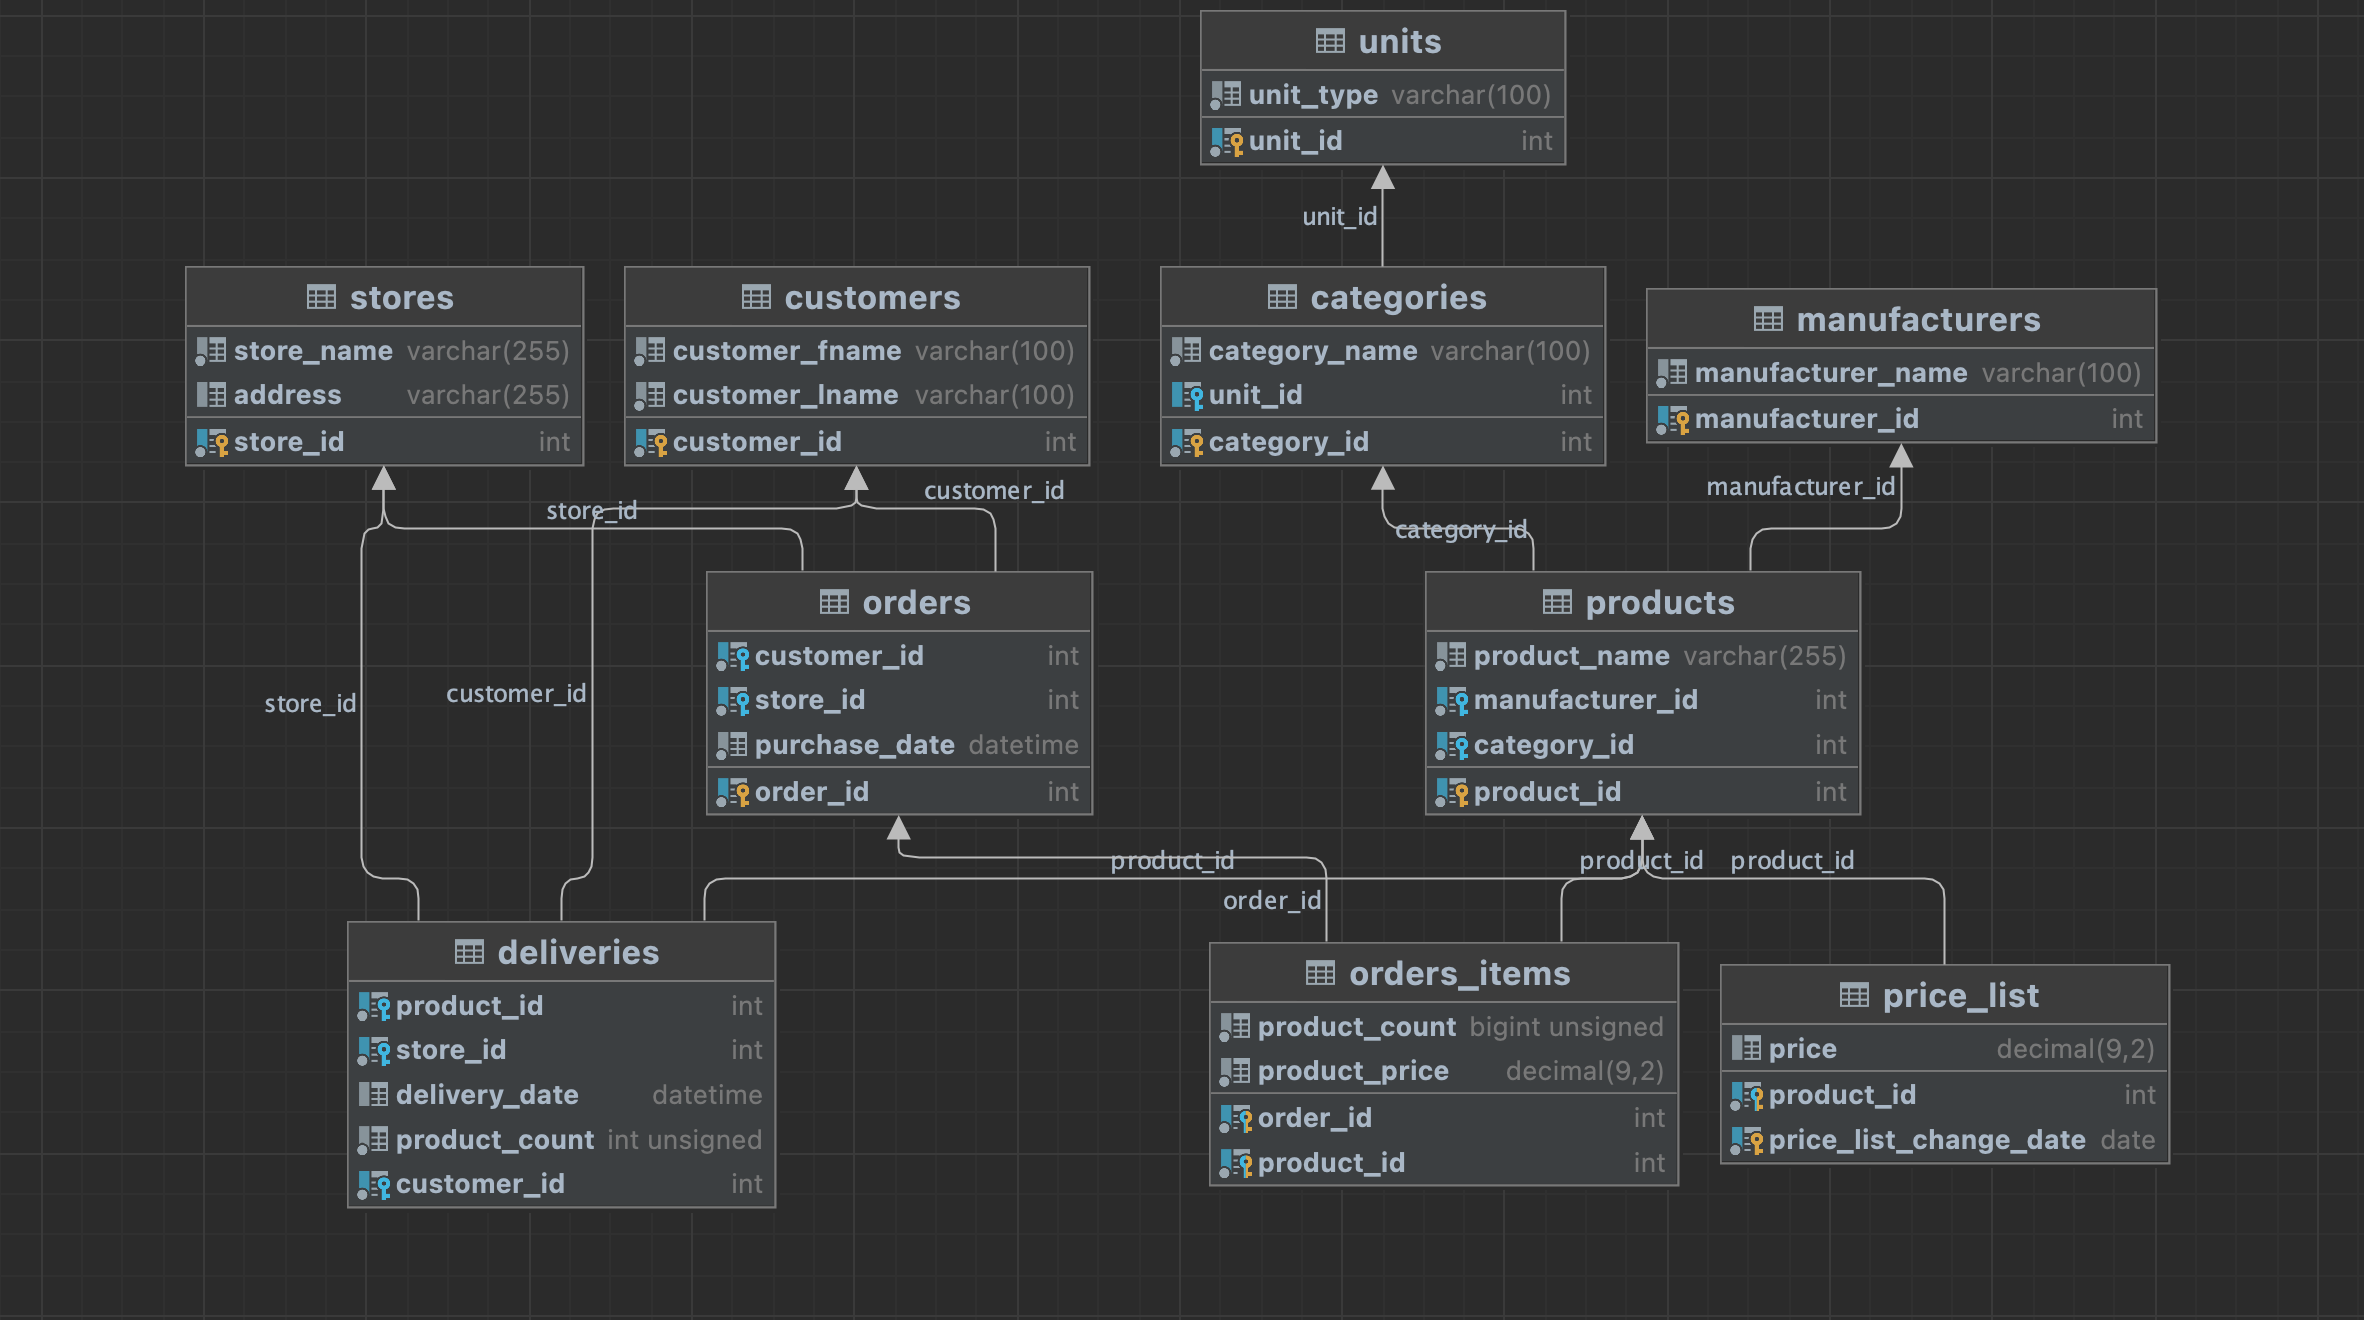 units
unit_type varchar(100)
unit_id int
unit_id
stores
store_name varchar(255)
address varchar(255)
store_id int
customers
customer_fname varchar(100)
customer_lname varchar(100)
customer_id int
categories
category_name varchar(100)
unit_id int
category_id int
manufacturers
manufacturer_name varchar(100)
manufacturer_id int
store_id
customer_id
category_id
manufacturer_id
orders
customer_id int
store_id int
purchase_date datetime
order_id int
products
product_name varchar(255)
manufacturer_id int
category_id int
product_id int
store_id
customer_id
product_id
product_id
product_id
order_id
deliveries
product_id int
store_id int
delivery_date datetime
product_count int unsigned
customer_id int
orders_items
product_count bigint unsigned
product_price decimal(9,2)
order_id int
product_id int
price_list
price decimal(9,2)
product_id int
price_list_change_date date